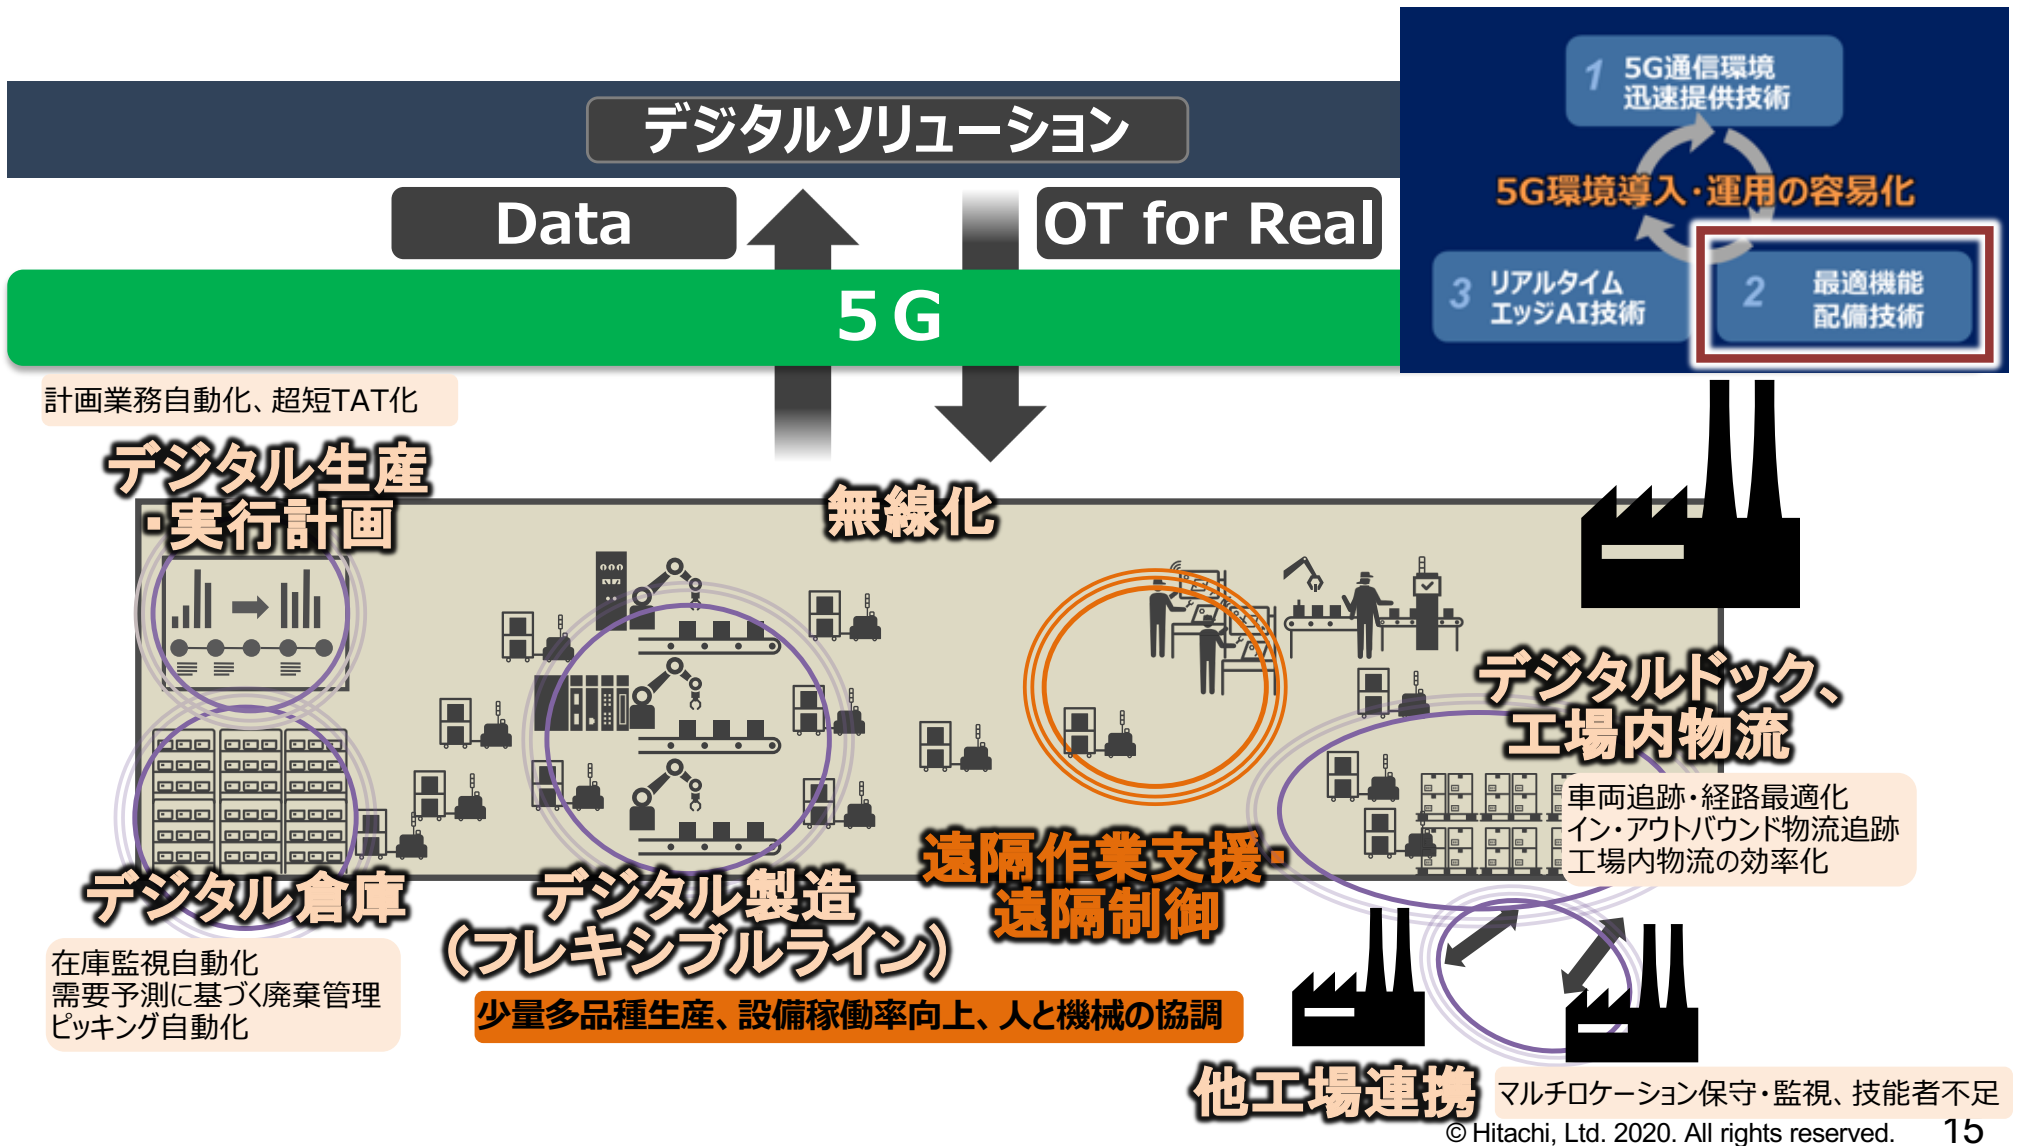 デジタルソリューション
Data
OT for Real
5G
1 5G通信環境
迅速提供技術
5G環境導入・運用の容易化
3 リアルタイム
エッジAI技術
2 最適機能
配備技術
計画業務自動化、超短TAT化
デジタル生産
・実行計画
無線化
デジタルドック、
工場内物流
車両追跡・経路最適化
イン・アウトバウンド物流追跡
工場内物流の効率化
遠隔作業支援・
遠隔制御
デジタル倉庫
在庫監視自動化
需要予測に基づく廃棄管理
ピッキング自動化
デジタル製造
（フレキシブルライン）
少量多品種生産、設備稼働率向上、人と機械の協調
他工場連携
マルチロケーション保守・監視、技能者不足
© Hitachi, Ltd. 2020. All rights reserved. 15